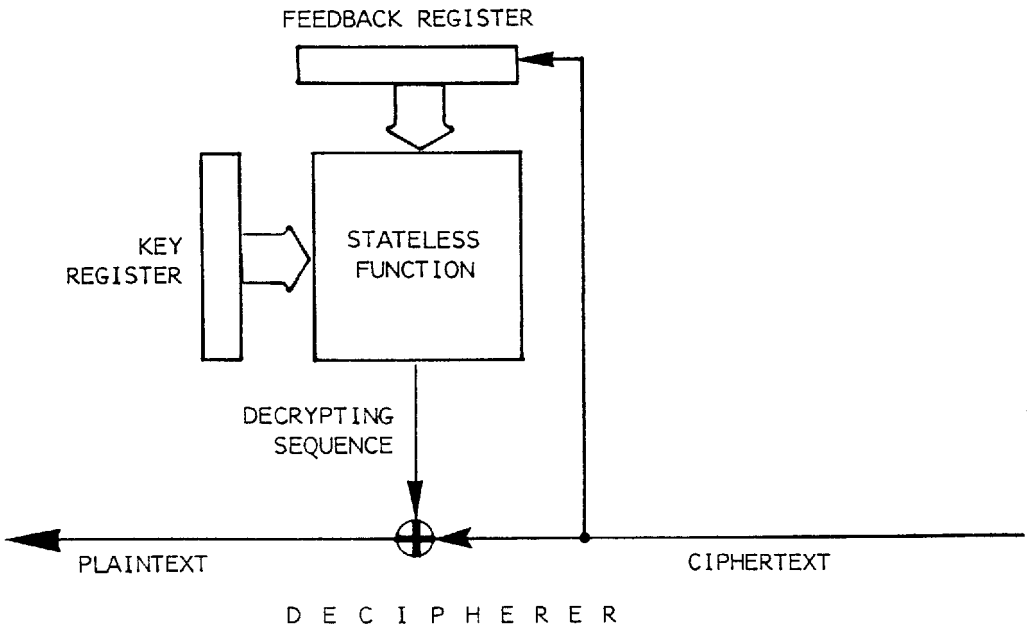 FEEDBACK REGISTER
KEY
REGISTER
STATELESS
FUNCTION
DECRYPTING
SEQUENCE
PLAINTEXT
CIPHERTEXT
D E C I P H E R E R